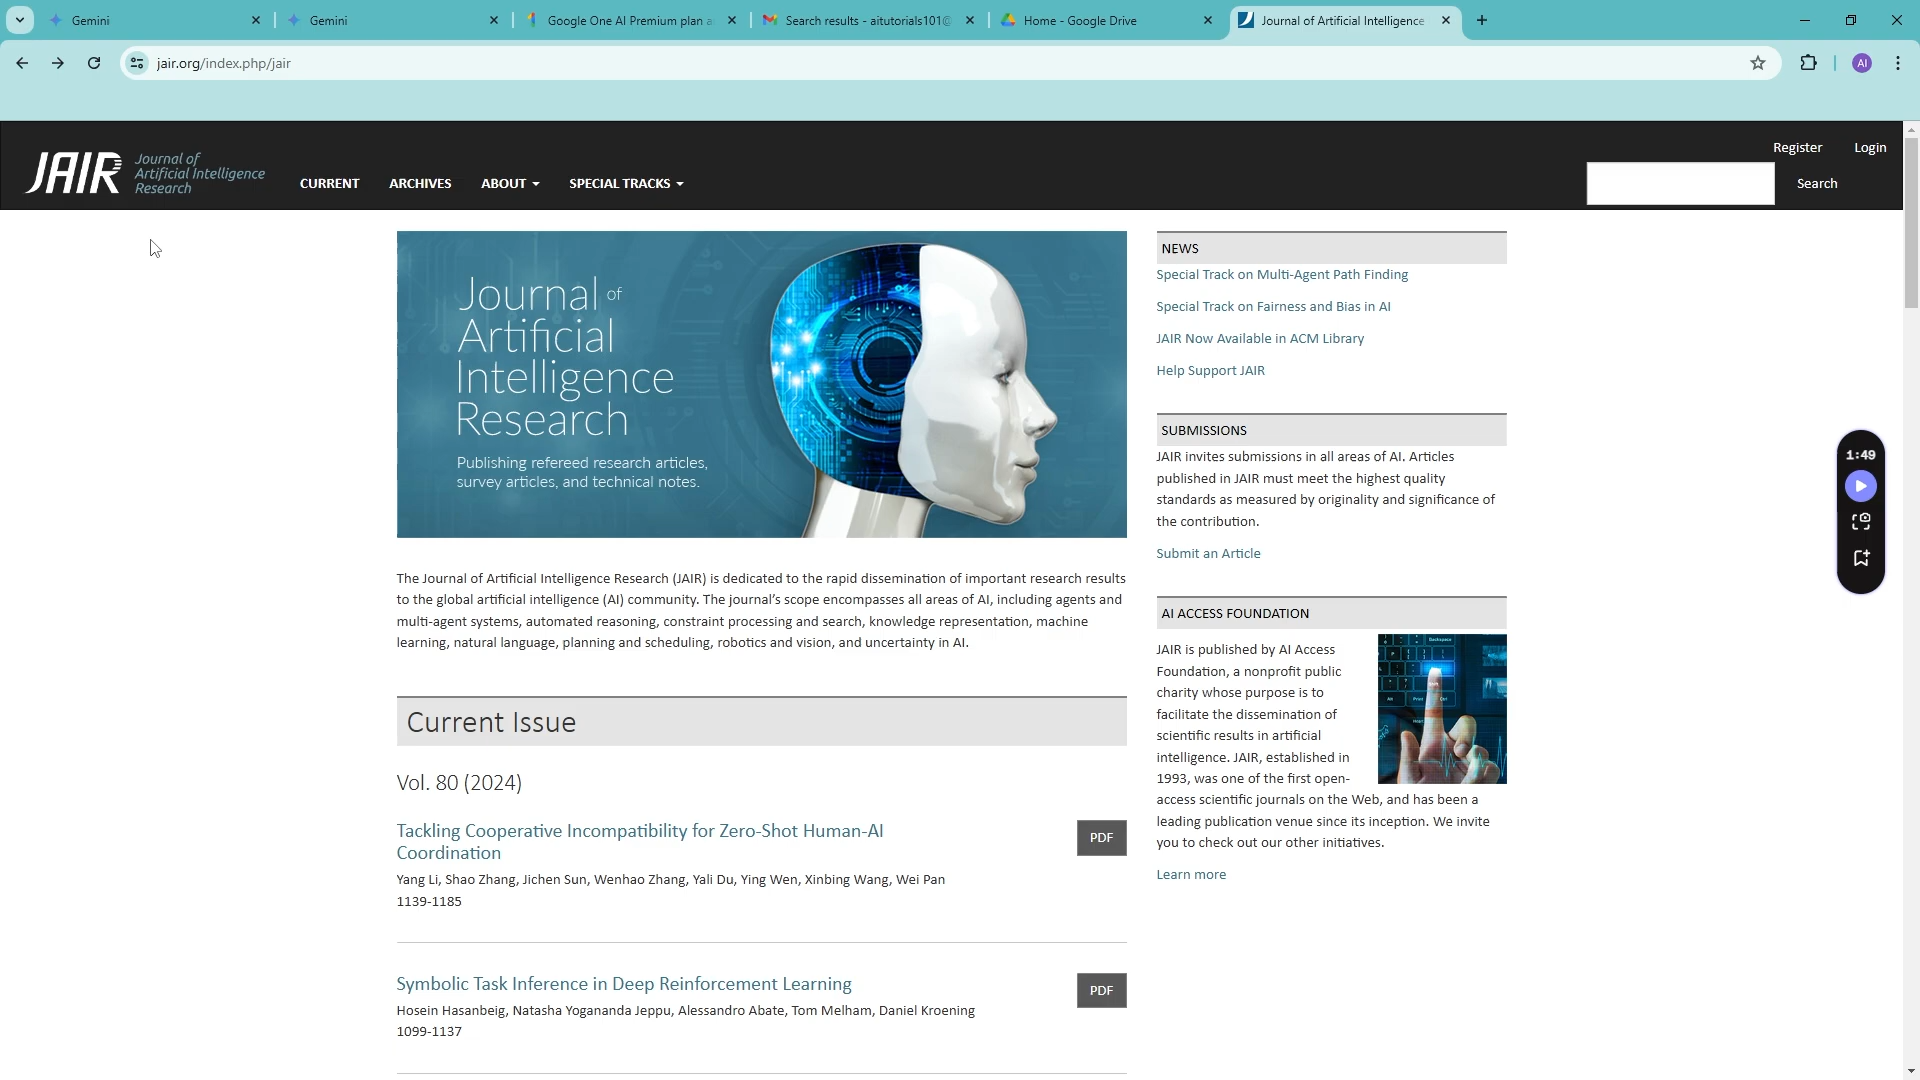 Gemini
Gemini
Google One AI Premium plan a
Search results - aitutorials101@
Home - Google Drive
Journal of Artificial Intelligence
jair.org/index.php/jair
AI
JAIR
Journal of
Artificial Intelligence
Research
CURRENT
ARCHIVES
ABOUT
SPECIAL TRACKS
Register
Login
Search
Journal of
Artificial
Intelligence
Research
Publishing refereed research articles,
survey articles, and technical notes.
The Journal of Artificial Intelligence Research (JAIR) is dedicated to the rapid dissemination of important research results
to the global artificial intelligence (AI) community. The journal's scope encompasses all areas of AI, including agents and
multi-agent systems, automated reasoning, constraint processing and search, knowledge representation, machine
learning, natural language, planning and scheduling, robotics and vision, and uncertainty in AI.
Current Issue
Vol. 80 (2024)
Tackling Cooperative Incompatibility for Zero-Shot Human-AI
Coordination
PDF
Yang Li, Shao Zhang, Jichen Sun, Wenhao Zhang, Yali Du, Ying Wen, Xinbing Wang, Wei Pan
1139-1185
Symbolic Task Inference in Deep Reinforcement Learning
PDF
Hosein Hasanbeig, Natasha Yogananda Jeppu, Alessandro Abate, Tom Melham, Daniel Kroening
1099-1137
NEWS
Special Track on Multi-Agent Path Finding
Special Track on Fairness and Bias in AI
JAIR Now Available in ACM Library
Help Support JAIR
SUBMISSIONS
JAIR invites submissions in all areas of AI. Articles
published in JAIR must meet the highest quality
standards as measured by originality and significance of
the contribution.
Submit an Article
AI ACCESS FOUNDATION
JAIR is published by AI Access
Foundation, a nonprofit public
charity whose purpose is to
facilitate the dissemination of
scientific results in artificial
intelligence. JAIR, established in
1993, was one of the first open-
access scientific journals on the Web, and has been a
leading publication venue since its inception. We invite
you to check out our other initiatives.
Learn more
1:49